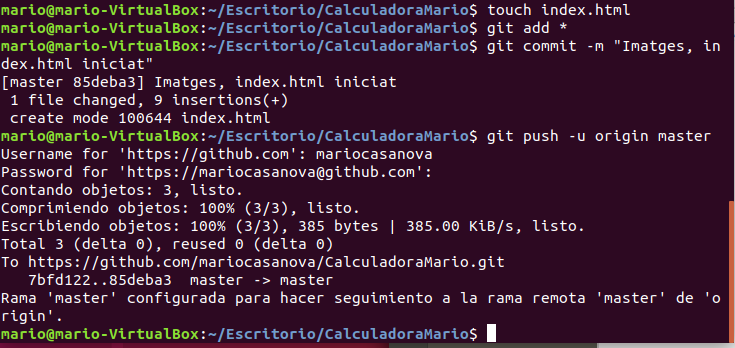 mario@mario-VirtualBox:~/Escritorio/CalculadoraMario$ touch index.html
mario@mario-VirtualBox:~/Escritorio/CalculadoraMario$ git add *
mario@mario-VirtualBox:~/Escritorio/CalculadoraMario$ git commit -m "Imatges, in
dex.html iniciat"
[master 85deba3] Imatges, index.html iniciat
 1 file changed, 9 insertions(+)
 create mode 100644 index.html
mario@mario-VirtualBox:~/Escritorio/CalculadoraMario$ git push -u origin master
Username for 'https://github.com': mariocasanova
Password for 'https://mariocasanova@github.com':
Contando objetos: 3, listo.
Comprimiendo objetos: 100% (3/3), listo.
Escribiendo objetos: 100% (3/3), 385 bytes | 385.00 KiB/s, listo.
Total 3 (delta 0), reused 0 (delta 0)
To https://github.com/mariocasanova/CalculadoraMario.git
   7bfd122..85deba3  master -> master
Rama 'master' configurada para hacer seguimiento a la rama remota 'master' de 'o
rigin'.
mario@mario-VirtualBox:~/Escritorio/CalculadoraMario$